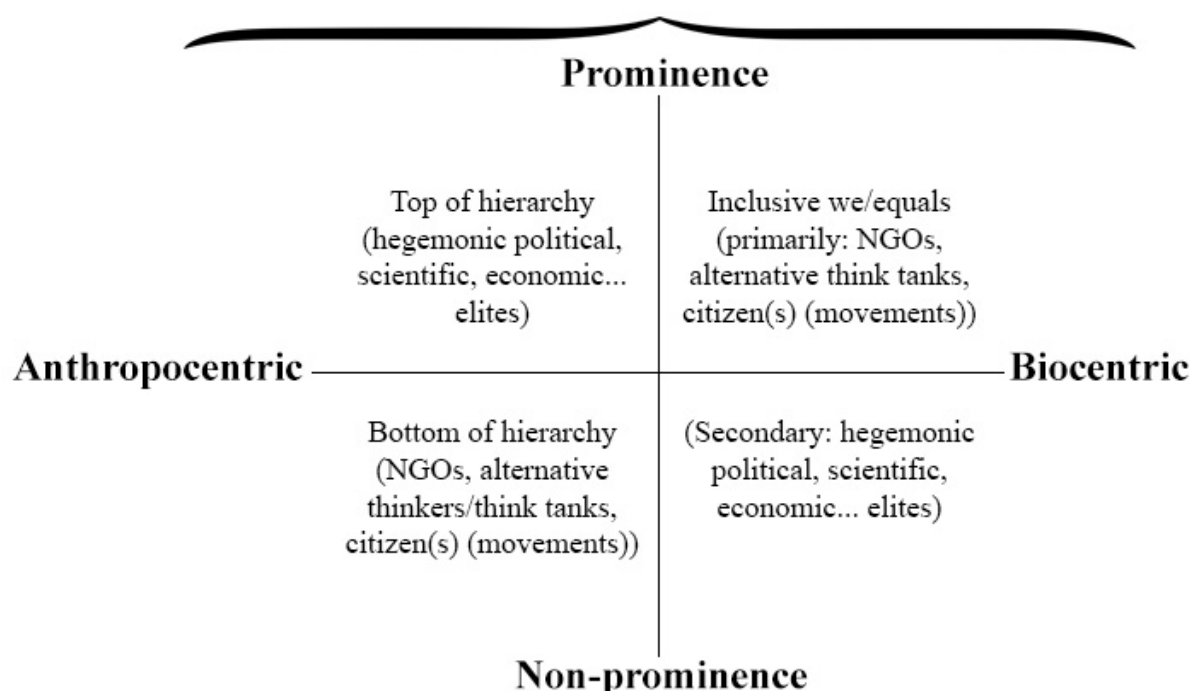 Prominence
Top of hierarchy
(hegemonic political,
scientific, economic...
elites)
Inclusive we/equals
(primarily: NGOs,
alternative think tanks,
citizen(s) (movements))
Anthropocentric
Biocentric
Bottom of hierarchy
(NGOs, alternative
thinkers/think tanks,
citizen(s) (movements))
(Secondary: hegemonic
political, scientific,
economic... elites)
Non-prominence